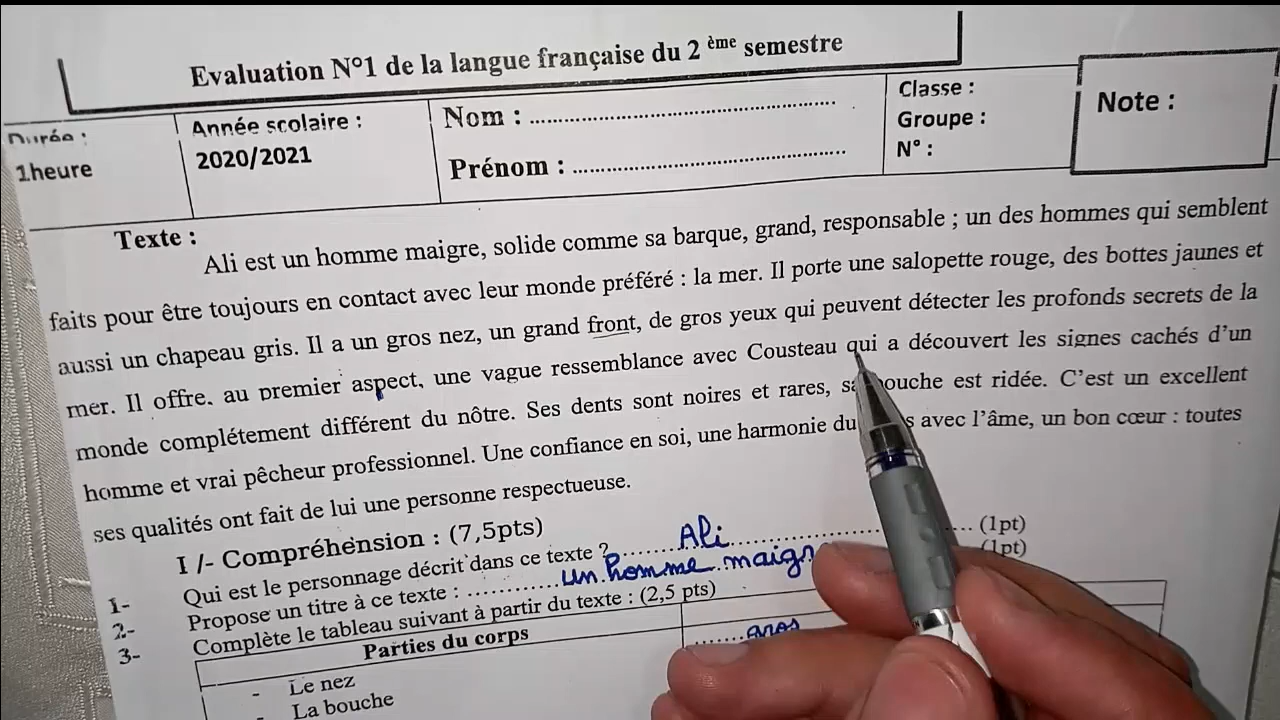 Evaluation N°1 de la langue française du 2 ème semestre
Durée :
1heure
Année scolaire :
2020/2021
Nom : ........................................
Prénom : ........................................
Classe :
Groupe :
N° :
Note :
Texte :
Ali est un homme maigre, solide comme sa barque, grand, responsable ; un des hommes qui semblent
faits pour être toujours en contact avec leur monde préféré : la mer. Il porte une salopette rouge, des bottes jaunes et
aussi un chapeau gris. Il a un gros nez, un grand front, de gros yeux qui peuvent détecter les profonds secrets de la
mer. Il offre. au premier aspect, une vague ressemblance avec Cousteau qui a découvert les signes cachés d'un
monde complétement différent du nôtre. Ses dents sont noires et rares, sa bouche est ridée. C'est un excellent
homme et vrai pêcheur professionnel. Une confiance en soi, une harmonie du avec l'âme, un bon cœur : toutes
ses qualités ont fait de lui une personne respectueuse.
I /- Compréhension : (7,5pts)
1- Qui est le personnage décrit dans ce texte ? ........Ali........................ (1pt)
2- Propose un titre à ce texte : ............un homme maigre (1pt)
3- Complète le tableau suivant à partir du texte : (2,5 pts)
Parties du corps
- Le nez ......gros
- La bouche